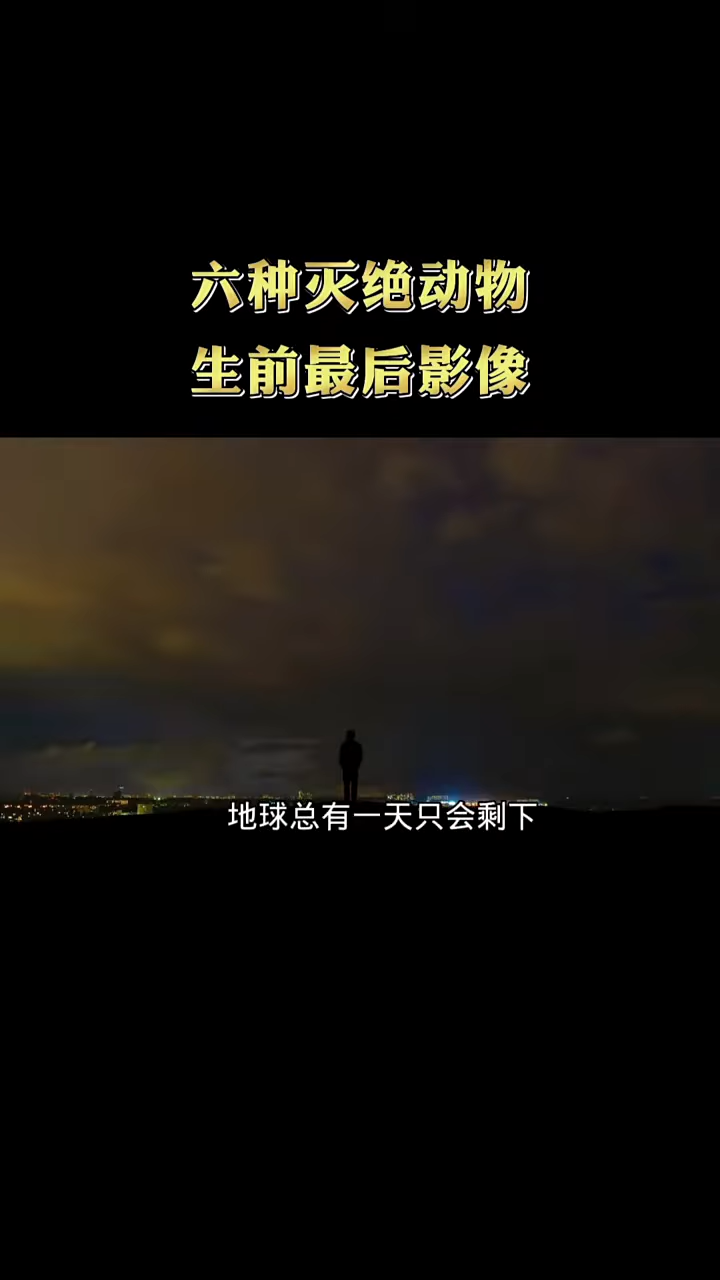 六种灭绝动物
生前最后影像
地球总有一天只会剩下